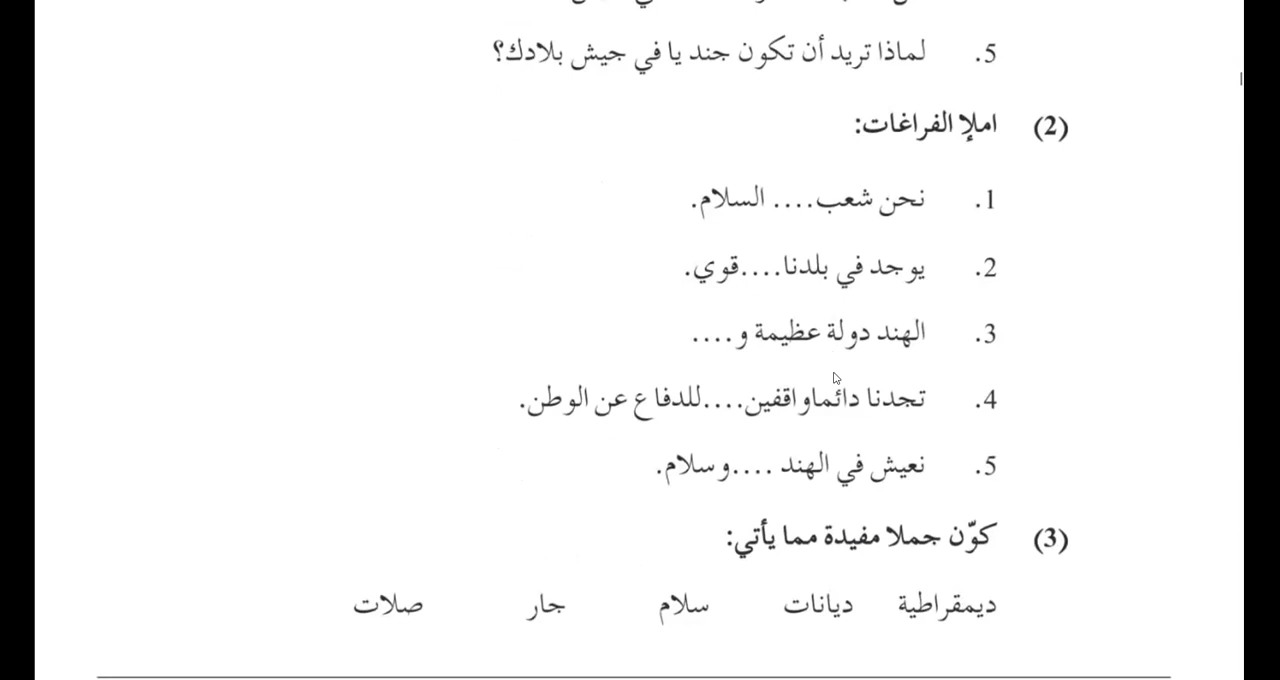 5. لماذا تريد أن تكون جند يا في جيش بلادك؟
(2) املإ الفراغات:
1. نحن شعب.... السلام.
2. يوجد في بلدنا....قوي.
3. الهند دولة عظيمة و....
4. تجدنا دائماواقفين....للدفاع عن الوطن.
5. نعيش في الهند ....وسلام.
(3) كوّن جملا مفيدة مما يأتي:
ديمقراطية ديانات سلام جار صلات